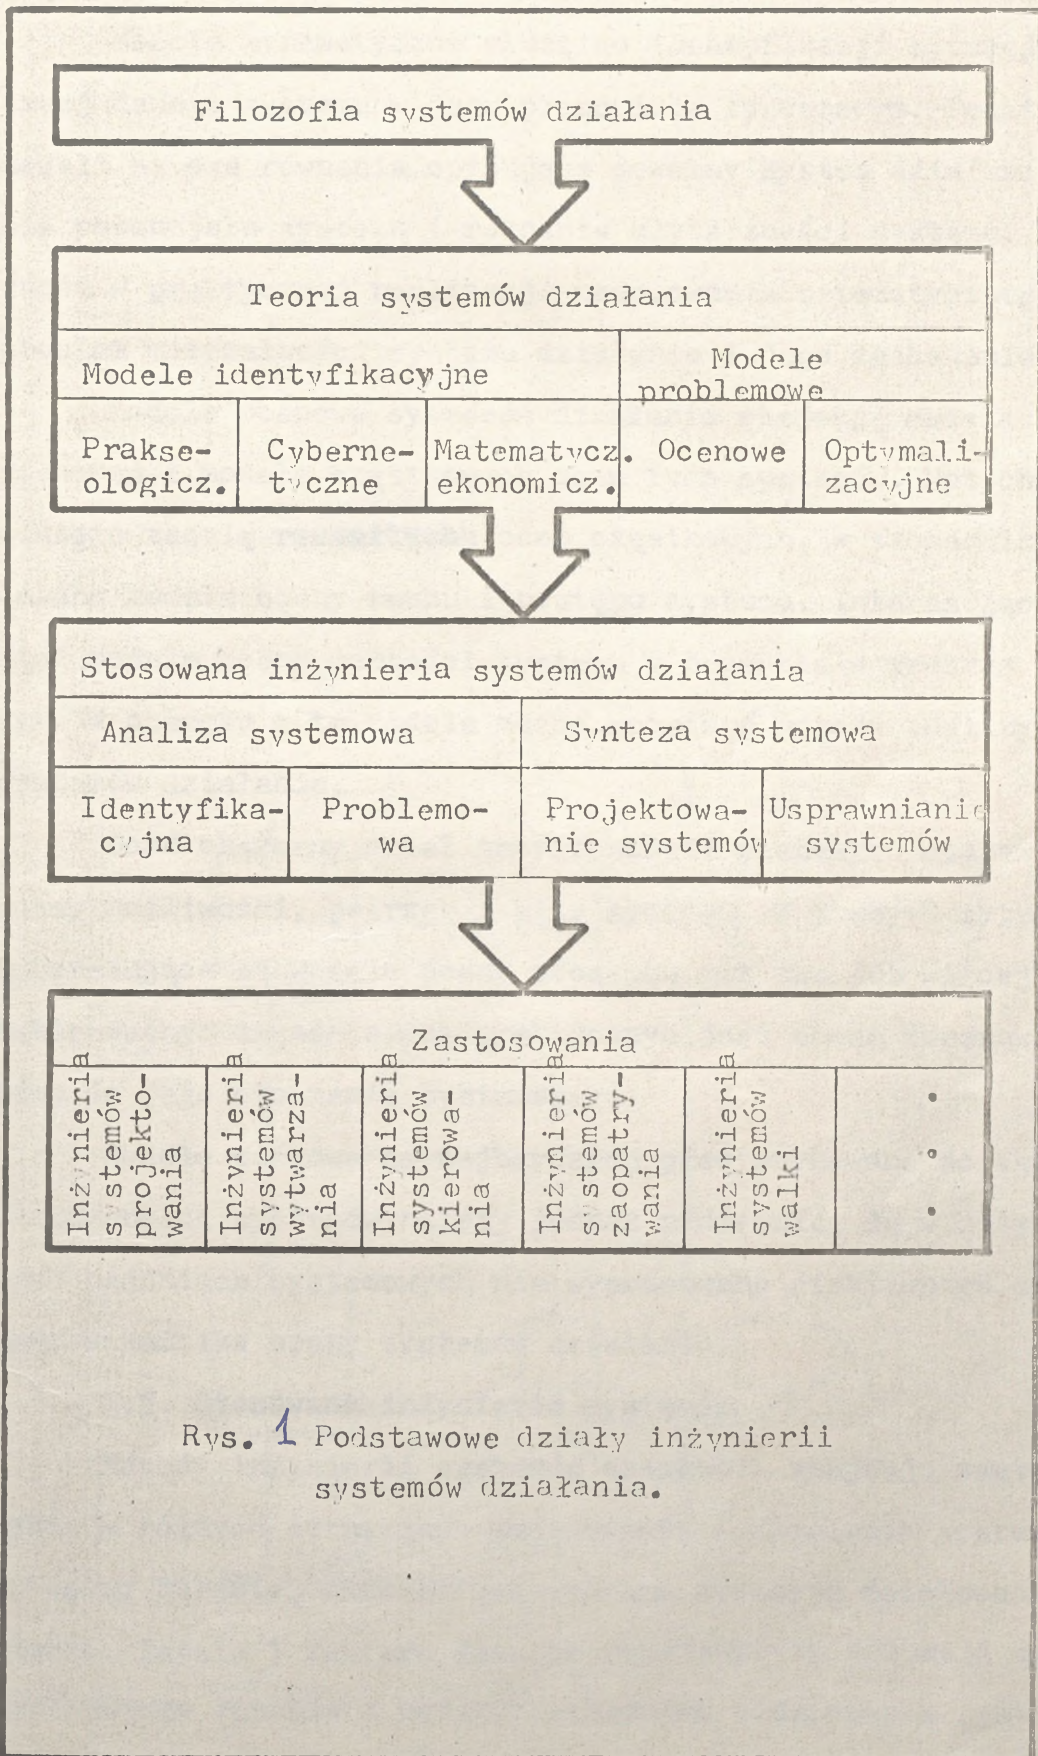 Filozofia systemów działania
Teoria systemów działania
Modele identyfikacyjne
Modele
problemowe
Prakse-
ologicz.
Cyberne-
tyczne
Matematycz.
ekonomicz.
Ocenowe
Optymali-
zacyjne
Stosowana inżynieria systemów działania
Analiza systemowa
Synteza systemowa
Identyfika-
cyjna
Problemo-
wa
Projektowa-
nie systemów
Usprawnianie
systemów
Zastosowania
Inżynieria
systemów
projekto-
wania
Inżynieria
systemów
wytwarza-
nia
Inżynieria
systemów
kierowa-
nia
Inżynieria
systemów
zaopatry-
wania
Inżynieria
systemów
walki
. . .
Rys. 1 Podstawowe działy inżynierii
systemów działania.